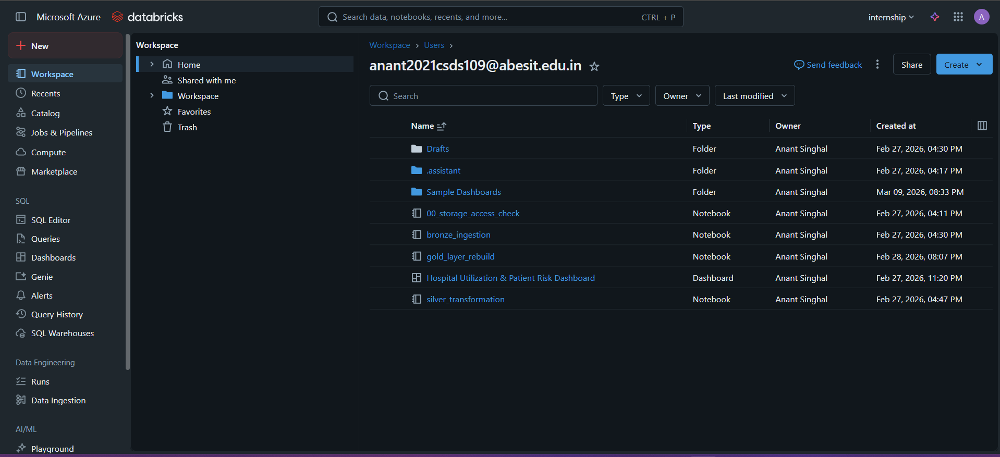 Microsoft Azure databricks
Search data, notebooks, recents, and more... CTRL + P
internship
A
New
Workspace
Recents
Catalog
Jobs & Pipelines
Compute
Marketplace
SQL
SQL Editor
Queries
Dashboards
Genie
Alerts
Query History
SQL Warehouses
Data Engineering
Runs
Data Ingestion
AI/ML
Playground
Workspace
Home
Shared with me
Workspace
Favorites
Trash
Workspace › Users ›
anant2021csds109@abesit.edu.in
Send feedback
Share
Create
Search
Type
Owner
Last modified
Name Type Owner Created at
Drafts Folder Anant Singhal Feb 27, 2026, 04:30 PM
.assistant Folder Anant Singhal Feb 27, 2026, 04:17 PM
Sample Dashboards Folder Anant Singhal Mar 09, 2026, 08:33 PM
00_storage_access_check Notebook Anant Singhal Feb 27, 2026, 04:11 PM
bronze_ingestion Notebook Anant Singhal Feb 27, 2026, 04:30 PM
gold_layer_rebuild Notebook Anant Singhal Feb 28, 2026, 08:07 PM
Hospital Utilization & Patient Risk Dashboard Dashboard Anant Singhal Feb 27, 2026, 11:20 PM
silver_transformation Notebook Anant Singhal Feb 27, 2026, 04:47 PM